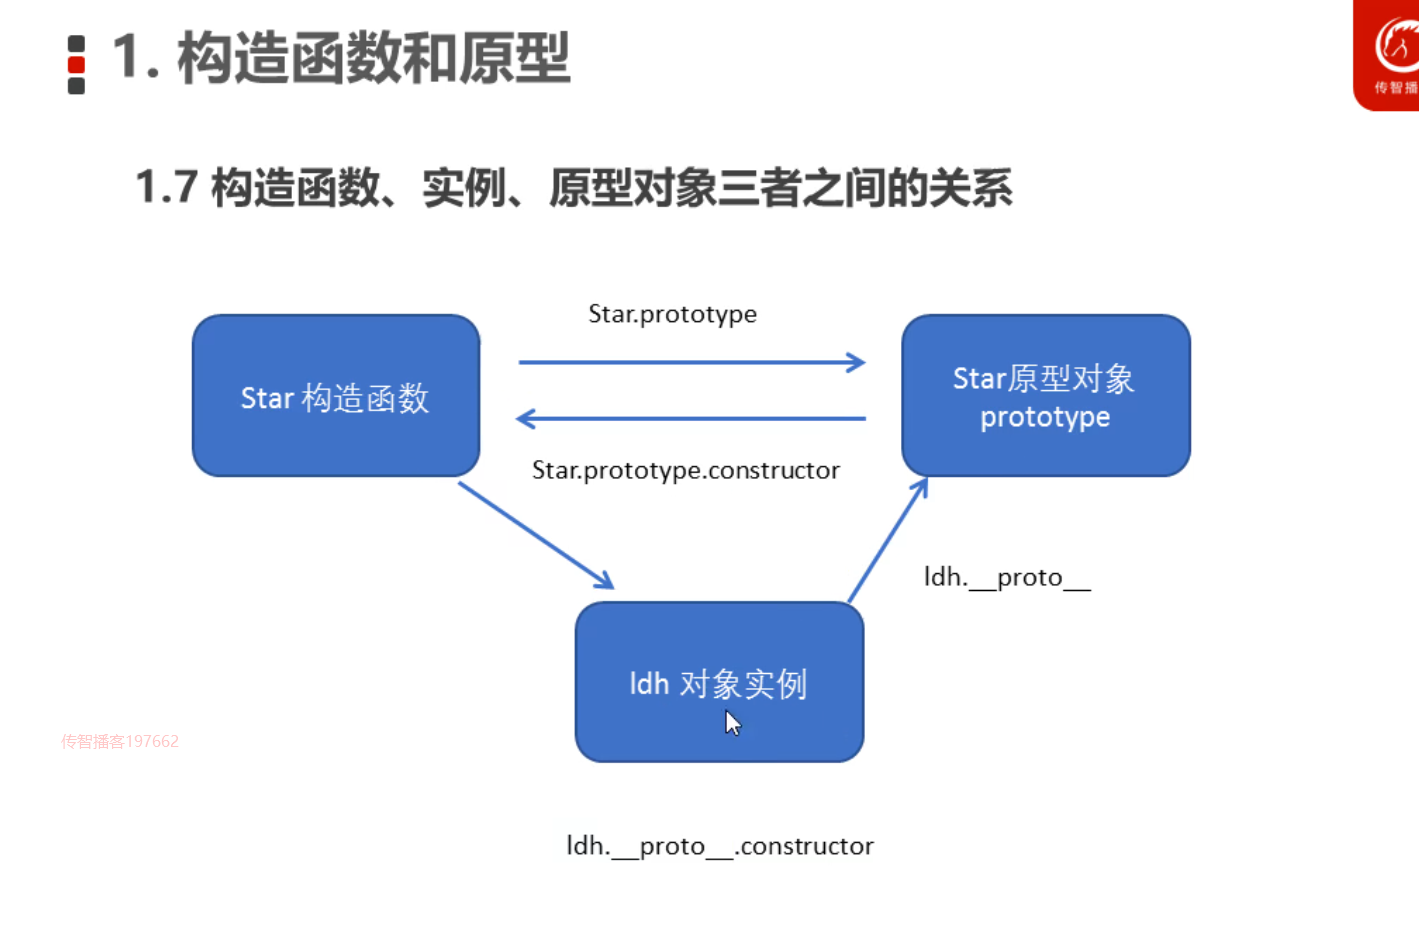 1. 构造函数和原型
传智播
1.7 构造函数、实例、原型对象三者之间的关系
Star.prototype
Star 构造函数
Star原型对象
prototype
Star.prototype.constructor
ldh.__proto__
ldh 对象实例
传智播客197662
ldh.__proto__.constructor